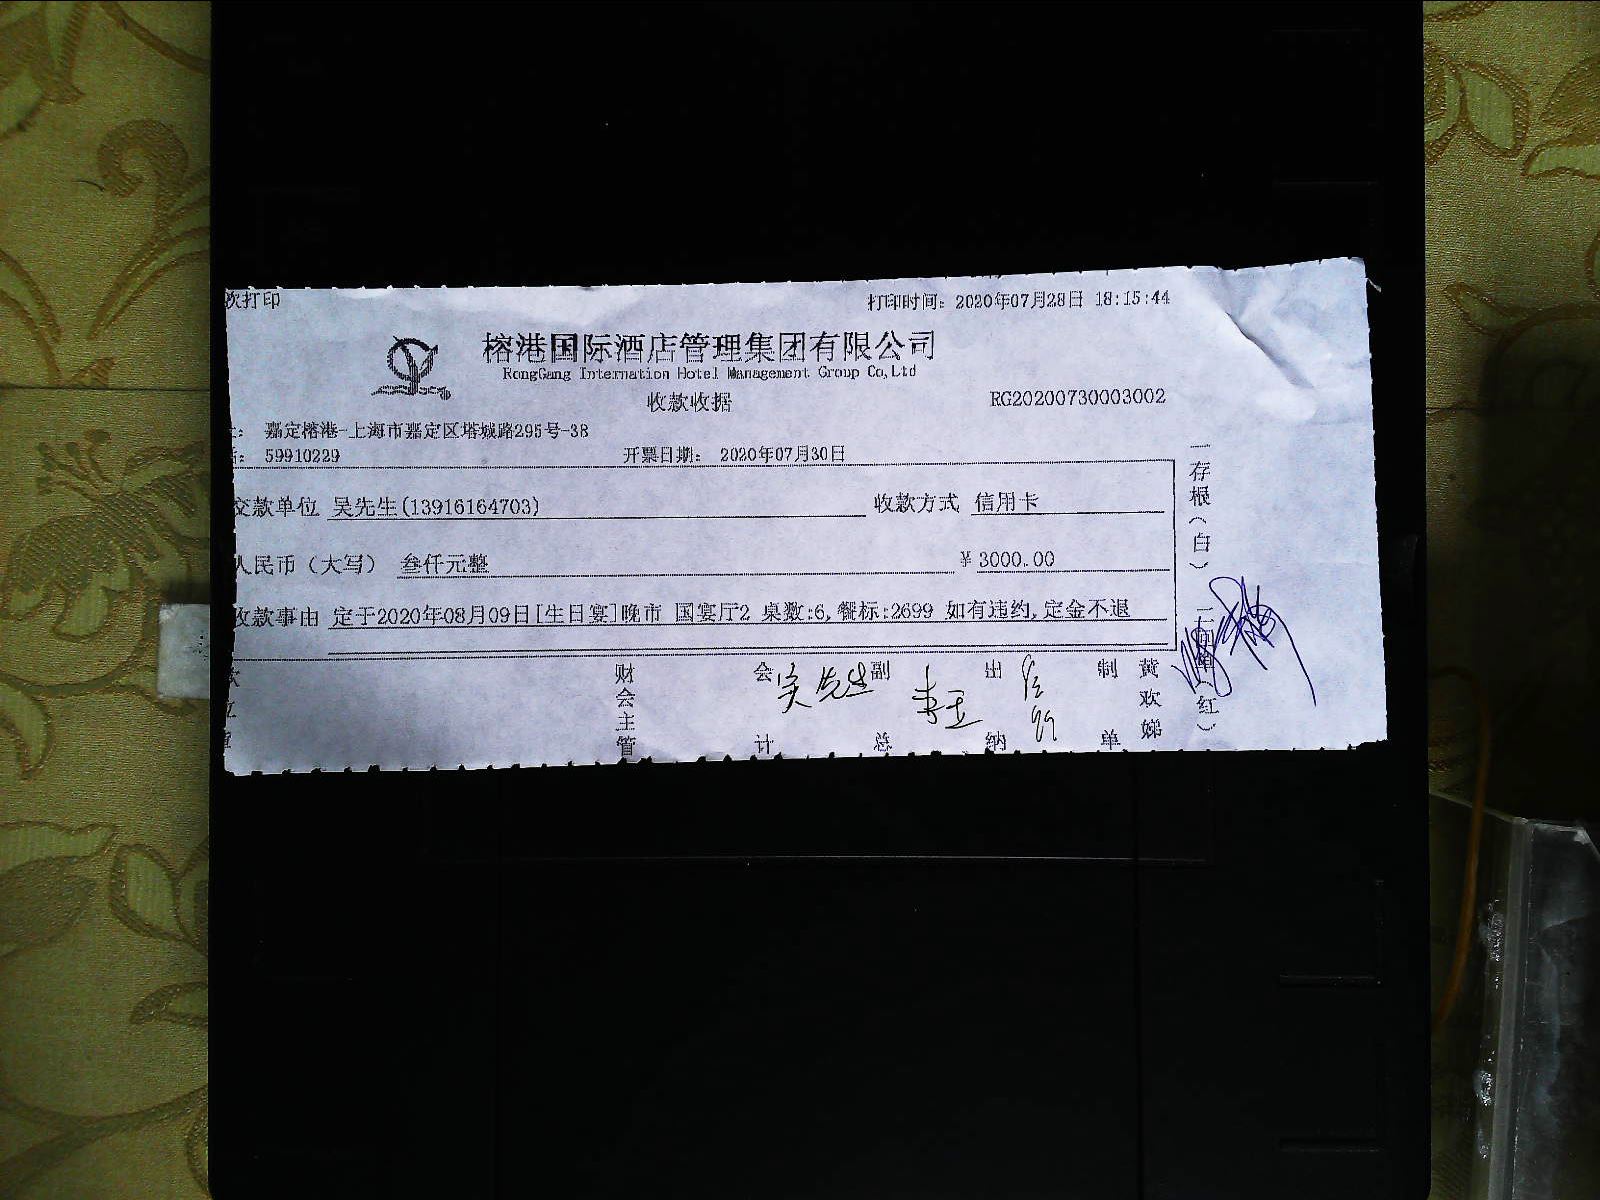 次打印 打印时间: 2020年07月28日 18:15:44
榕港国际酒店管理集团有限公司
RongGang Internation Hotel Management Group Co,Ltd
收款收据 RG20200730003002
: 嘉定榕港-上海市嘉定区塔城路295号-38
: 59910229 开票日期: 2020年07月30日
交款单位 吴先生(13916164703) 收款方式 信用卡
人民币（大写） 叁仟元整 ￥3000.00
收款事由 定于2020年08月09日[生日宴]晚市 国宴厅2 桌数:6,餐标:2699 如有违约,定金不退
财会主管 会计 吴先生 副总 出纳 制单 黄欢娣
一存根(白) 二回单(红)